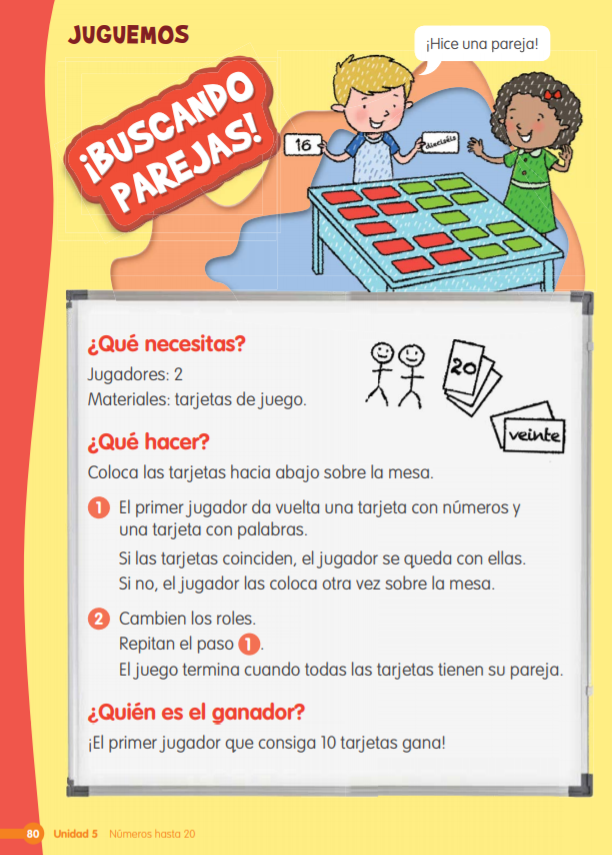 JUGUEMOS
¡Hice una pareja!
¡BUSCANDO
PAREJAS!
16
dieciséis
¿Qué necesitas?
Jugadores: 2
Materiales: tarjetas de juego.
20
veinte
¿Qué hacer?
Coloca las tarjetas hacia abajo sobre la mesa.
1 El primer jugador da vuelta una tarjeta con números y
una tarjeta con palabras.
Si las tarjetas coinciden, el jugador se queda con ellas.
Si no, el jugador las coloca otra vez sobre la mesa.
2 Cambien los roles.
Repitan el paso 1.
El juego termina cuando todas las tarjetas tienen su pareja.
¿Quién es el ganador?
¡El primer jugador que consiga 10 tarjetas gana!
80 Unidad 5 Números hasta 20